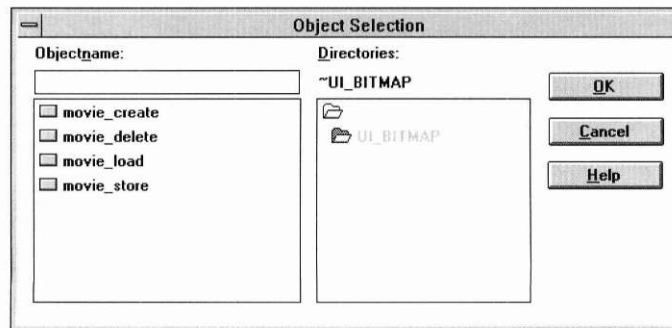 Object Selection
Objectname:
movie_create
movie_delete
movie_load
movie_store
Directories:
~UI_BITMAP
UI_BITMAP
OK
Cancel
Help